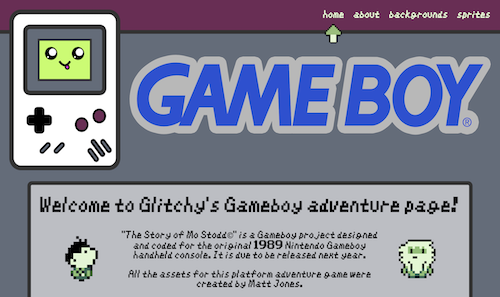 home about backgrounds sprites
GAME BOY®
Welcome to Glitchy's Gameboy adventure page!
"The Story of Mo Stodd©" is a Gameboy project designed
and coded for the original 1989 Nintendo Gameboy
handheld console. It is due to be released next year.
All the assets for this platform adventure game were
created by Matt Jones.